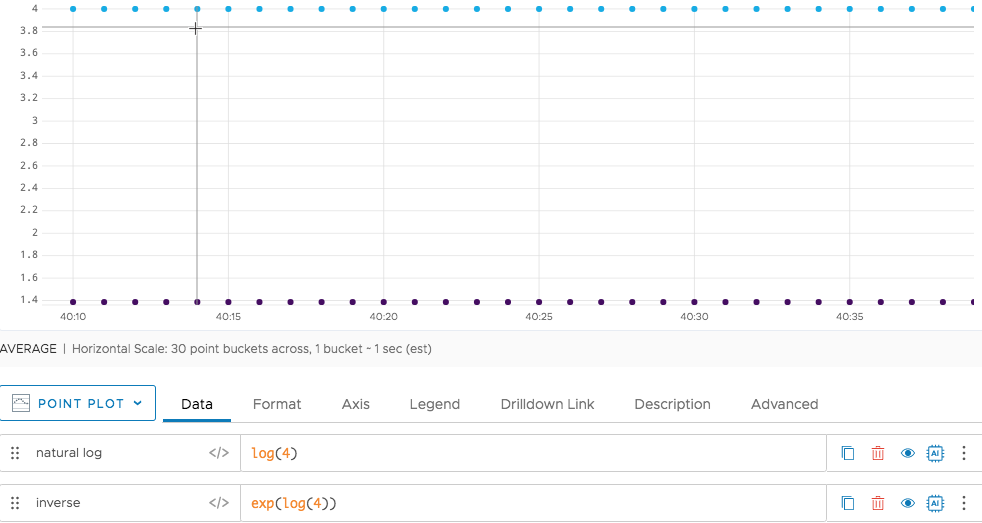 4
3.8
3.6
3.4
3.2
3
2.8
2.6
2.4
2.2
2
1.8
1.6
1.4
40:10 40:15 40:20 40:25 40:30 40:35
AVERAGE | Horizontal Scale: 30 point buckets across, 1 bucket ~ 1 sec (est)
POINT PLOT Data Format Axis Legend Drilldown Link Description Advanced
natural log </> log(4) AI
inverse </> exp(log(4)) AI